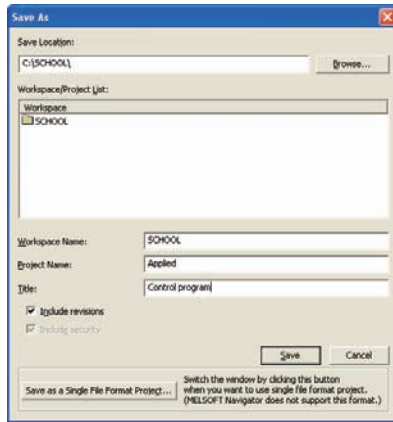 Save As
Save Location:
C:\SCHOOL\
Browse...
Workspace/Project List:
Workspace
SCHOOL
Workspace Name:
SCHOOL
Project Name:
Applied
Title:
Control program
Include revisions
Include security
Save
Cancel
Save as a Single File Format Project...
Switch the window by clicking this button
when you want to use single file format project.
(MELSOFT Navigator does not support this format.)